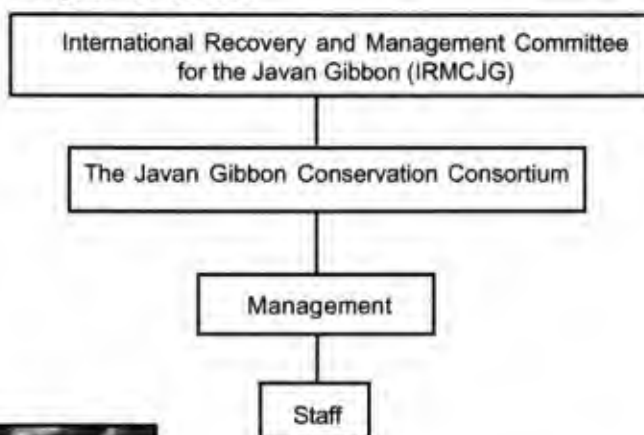 International Recovery and Management Committee
for the Javan Gibbon (IRMCJG)
The Javan Gibbon Conservation Consortium
Management
Staff